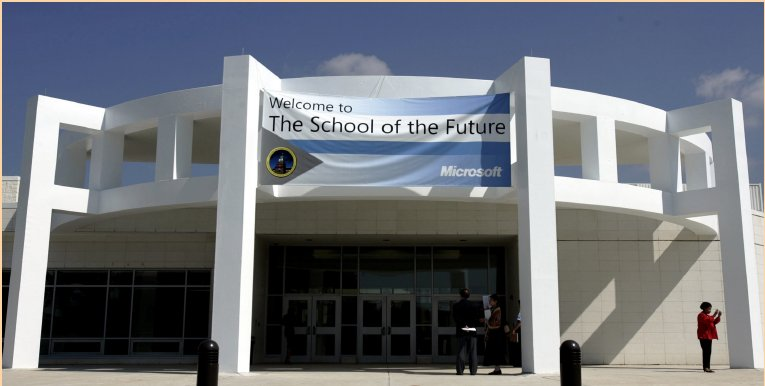 Welcome to
The School of the Future
Microsoft